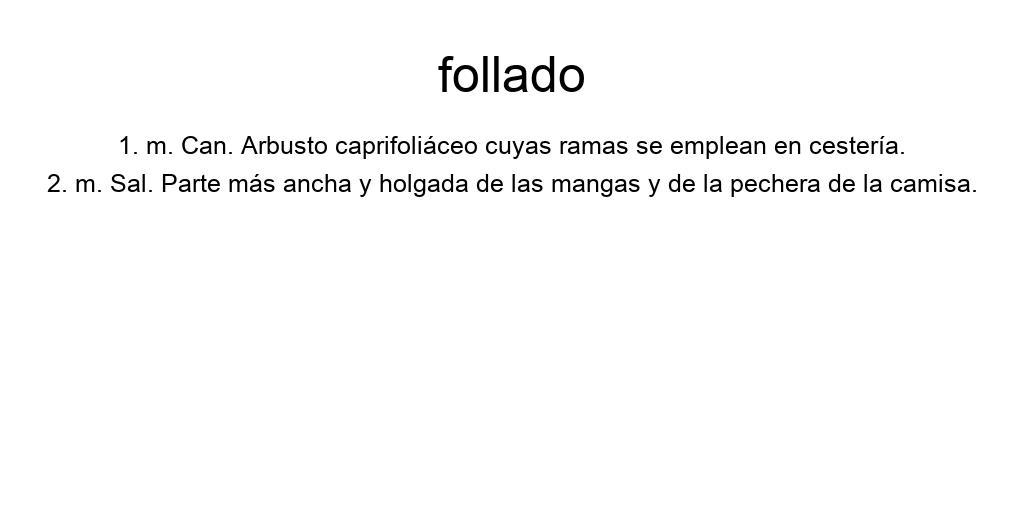 follado
1. m. Can. Arbusto caprifoliáceo cuyas ramas se emplean en cestería.
2. m. Sal. Parte más ancha y holgada de las mangas y de la pechera de la camisa.